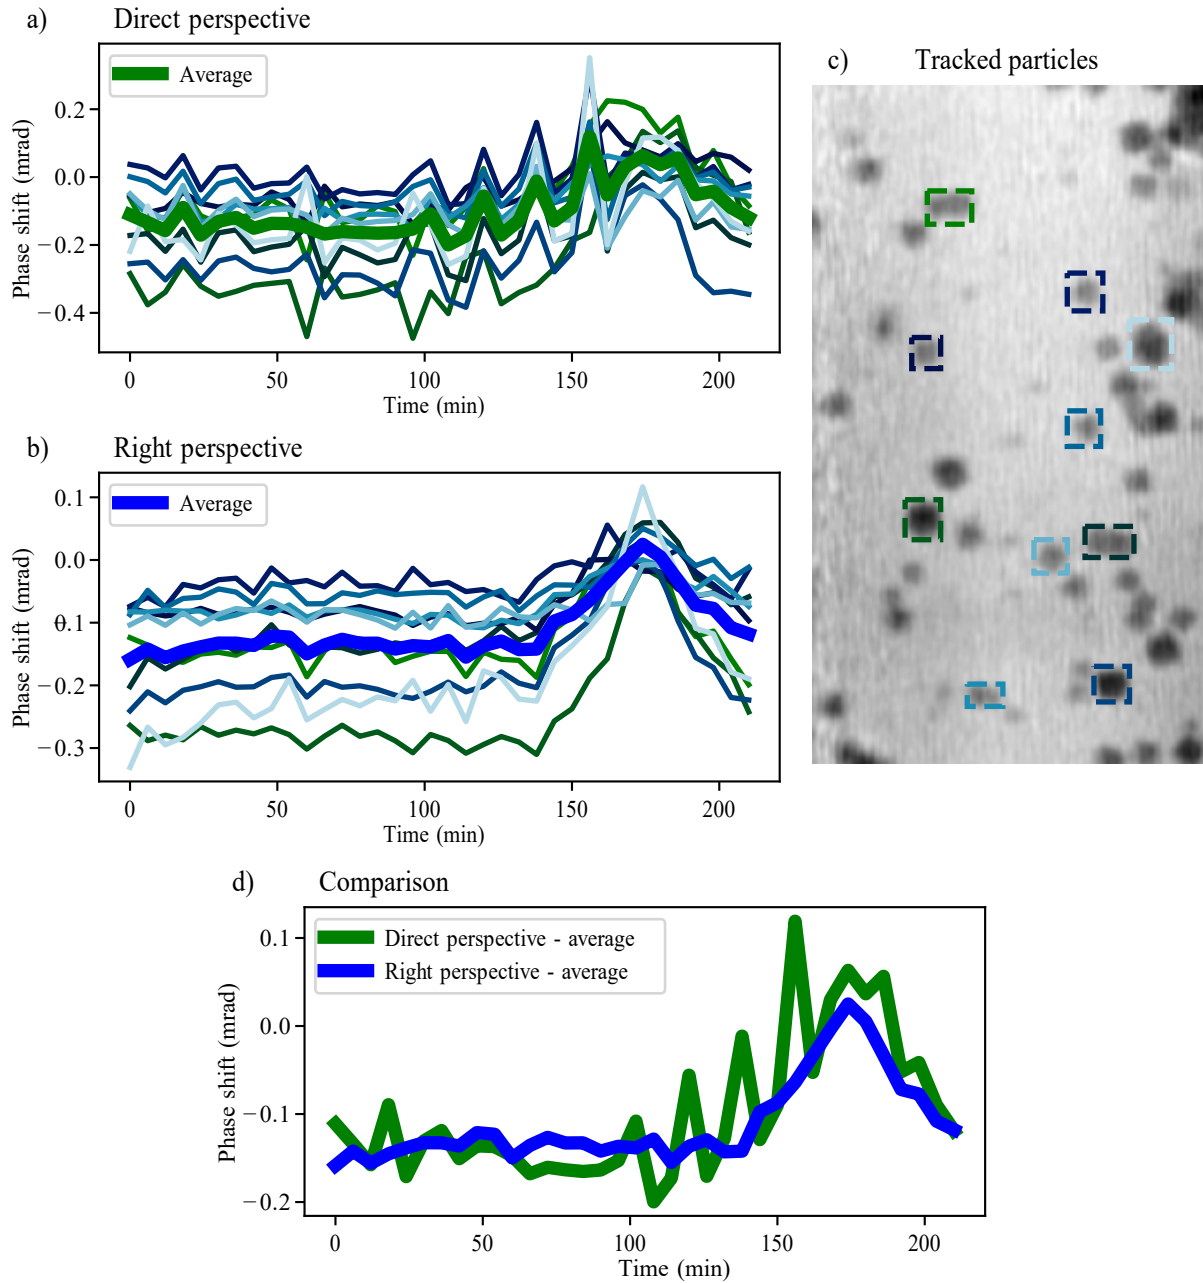 a) Direct perspective
Average
0.2
0.0
−0.2
−0.4
Phase shift (mrad)
0 50 100 150 200
Time (min)
b) Right perspective
Average
0.1
0.0
0.1
−0.2
−0.3
Phase shift (mrad)
0 50 100 150 200
Time (min)
c) Tracked particles
d) Comparison
Direct perspective - average
Right perspective - average
0.1
0.0
−0.1
−0.2
Phase shift (mrad)
0 50 100 150 200
Time (min)